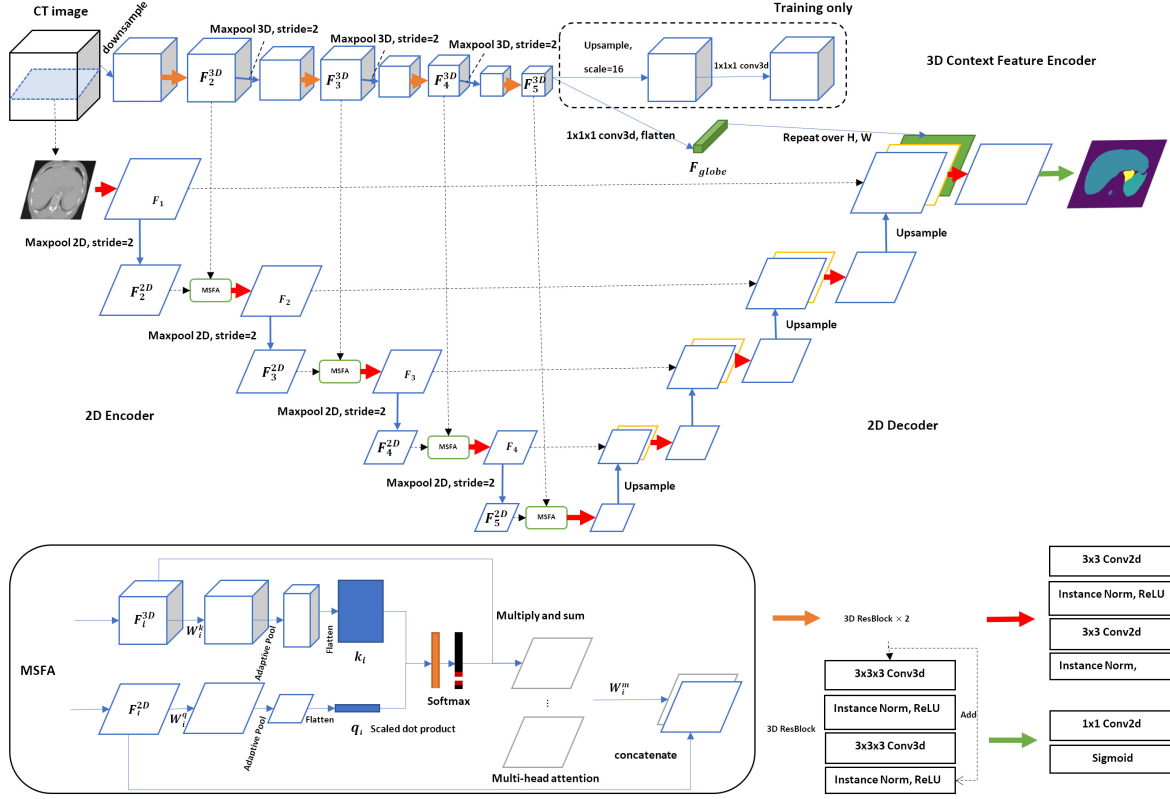 CT image
downsample
Maxpool 3D, stride=2
Maxpool 3D, stride=2
Maxpool 3D, stride=2
Training only
Upsample,
scale=16
1x1x1 conv3d
3D Context Feature Encoder
F_2^{3D}
F_3^{3D}
F_4^{3D}
F_5^{3D}
1x1x1 conv3d, flatten
F_{globe}
Repeat over H, W
F_1
Maxpool 2D, stride=2
Upsample
F_2^{2D}
MSFA
F_2
Maxpool 2D, stride=2
Upsample
F_3^{2D}
MSFA
F_3
Maxpool 2D, stride=2
2D Encoder
2D Decoder
F_4^{2D}
MSFA
F_4
Maxpool 2D, stride=2
Upsample
F_5^{2D}
MSFA
MSFA
F_i^{3D}
W_i^k
Adaptive Pool
Flatten
k_i
Multiply and sum
F_i^{2D}
W_i^q
Adaptive Pool
Flatten
q_i
Scaled dot product
Softmax
⋮
Multi-head attention
W_i^m
concatenate
3D ResBlock × 2
3D ResBlock
3x3x3 Conv3d
Instance Norm, ReLU
3x3x3 Conv3d
Instance Norm, ReLU
Add
3x3 Conv2d
Instance Norm, ReLU
3x3 Conv2d
Instance Norm,
1x1 Conv2d
Sigmoid